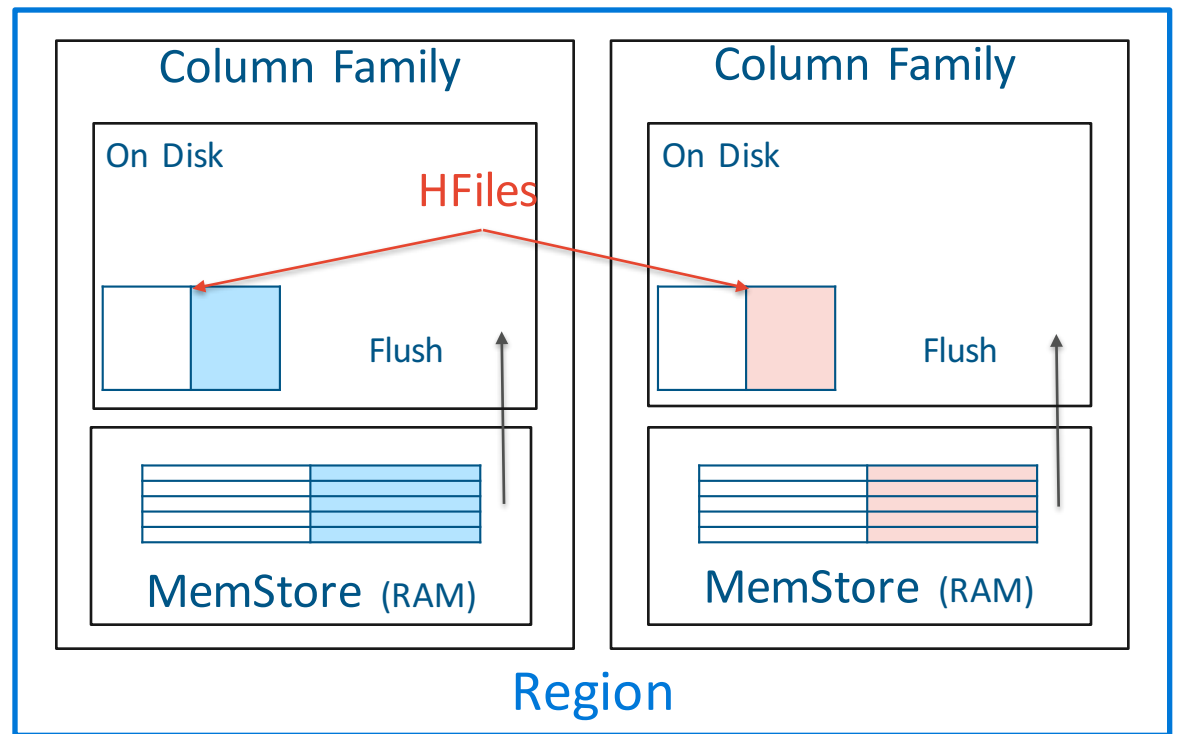 Column Family
On Disk
HFiles
Flush
MemStore (RAM)
Column Family
On Disk
Flush
MemStore (RAM)
Region